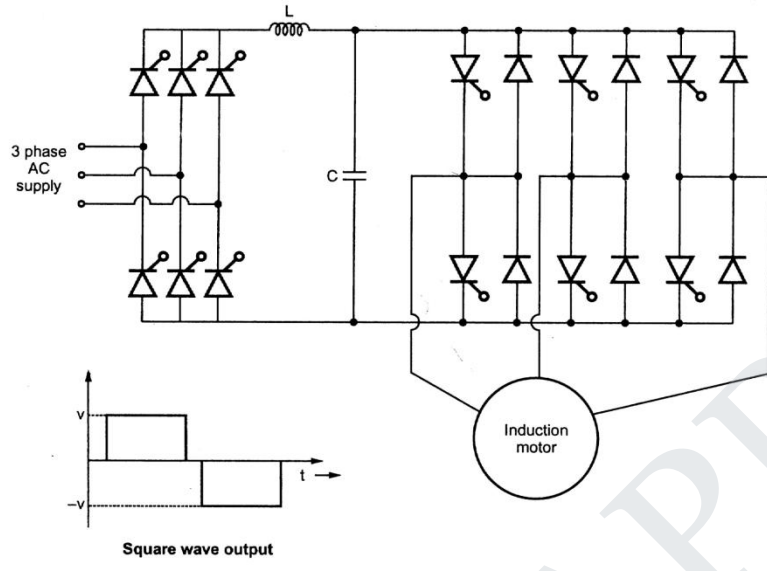 L
3 phase
AC
supply
C
Induction
motor
v
t
–v
Square wave output